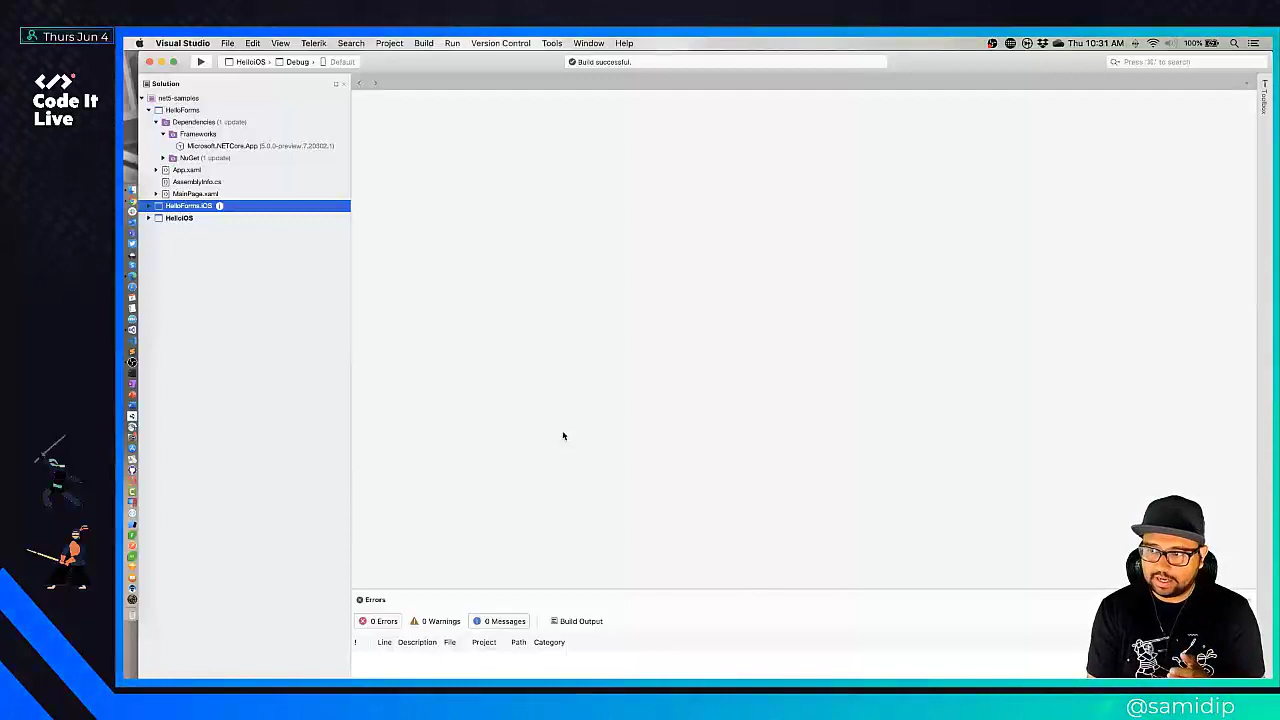 Thurs Jun 4
Code It
Live
Visual Studio File Edit View Telerik Search Project Build Run Version Control Tools Window Help
Thu 10:31 AM 100%
HelloiOS › Debug › Default
Build successful.
Press '⌘.' to search
Solution
net5-samples
HelloForms
Dependencies (1 update)
Frameworks
Microsoft.NETCore.App (5.0.0-preview.7.20302.1)
NuGet (1 update)
App.xaml
AssemblyInfo.cs
MainPage.xaml
HelloForms.iOS
HelloiOS
Toolbox
Errors
0 Errors 0 Warnings 0 Messages Build Output
! Line Description File Project Path Category
@samidip